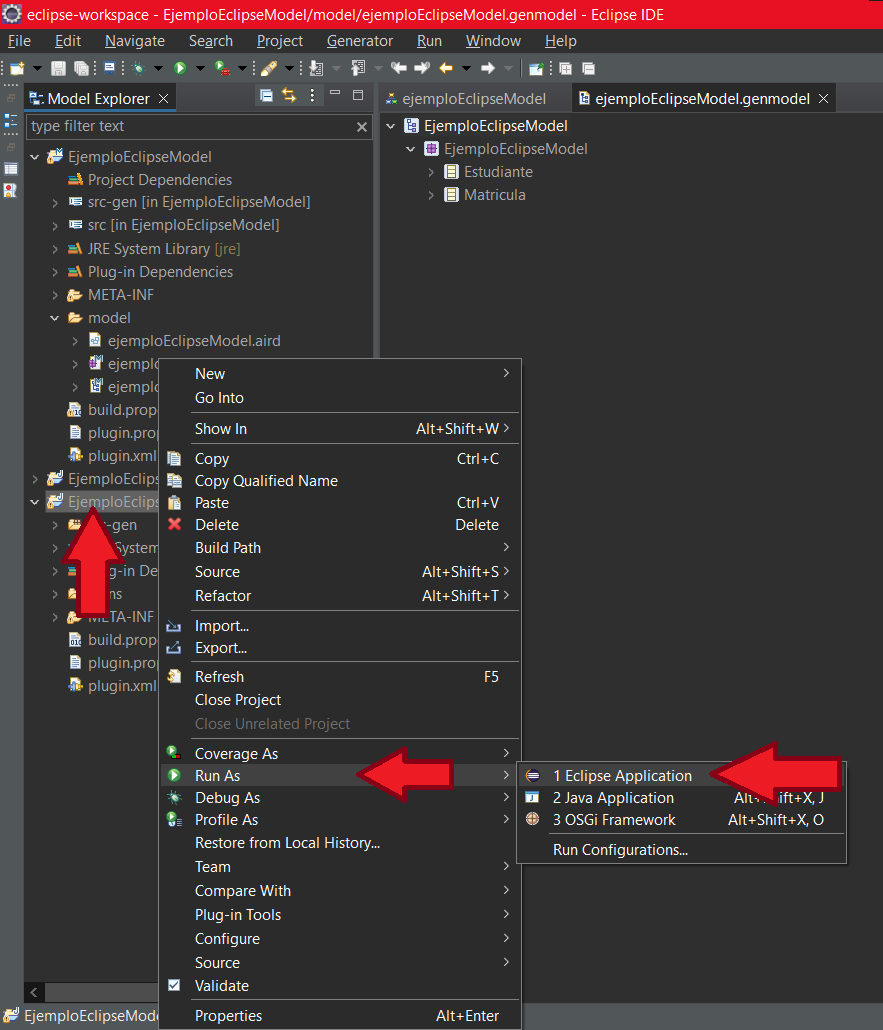 eclipse-workspace - EjemploEclipseModel/model/ejemploEclipseModel.genmodel - Eclipse IDE
File Edit Navigate Search Project Generator Run Window Help
Model Explorer
type filter text
EjemploEclipseModel
Project Dependencies
src-gen [in EjemploEclipseModel]
src [in EjemploEclipseModel]
JRE System Library [jre]
Plug-in Dependencies
META-INF
model
ejemploEclipseModel.aird
build.prop
plugin.prop
plugin.xml
EjemploEclips
EjemploEclips
-gen
System
g-in De
ns
META-INF
build.prop
plugin.prop
plugin.xml
EjemploEclipseMode
ejemploEclipseModel
ejemploEclipseModel.genmodel
EjemploEclipseModel
EjemploEclipseModel
Estudiante
Matricula
New
Go Into
Show In Alt+Shift+W
Copy Ctrl+C
Copy Qualified Name
Paste Ctrl+V
Delete Delete
Build Path
Source Alt+Shift+S
Refactor Alt+Shift+T
Import...
Export...
Refresh F5
Close Project
Close Unrelated Project
Coverage As
Run As
Debug As
Profile As
Restore from Local History...
Team
Compare With
Plug-in Tools
Configure
Source
Validate
Properties Alt+Enter
1 Eclipse Application
2 Java Application Alt+Shift+X, J
3 OSGi Framework Alt+Shift+X, O
Run Configurations...